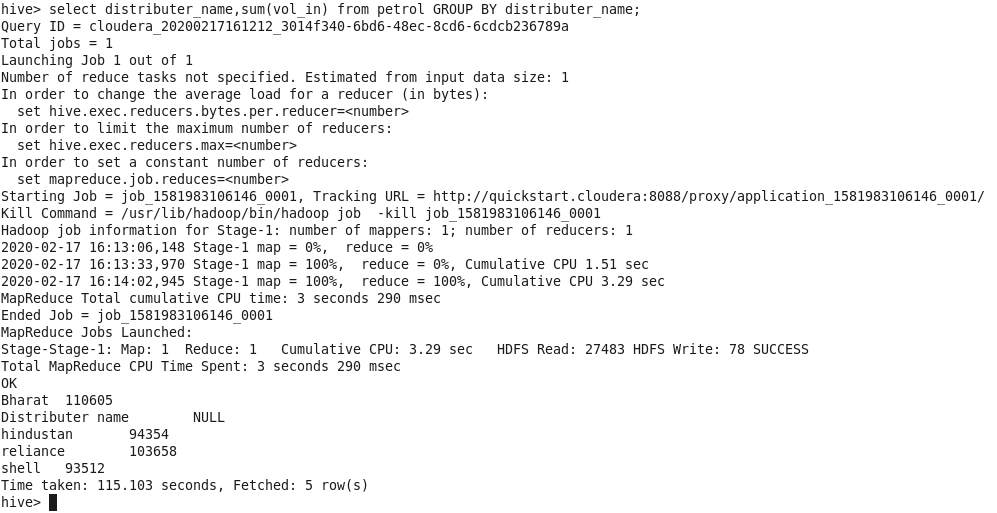 hive> select distributer_name,sum(vol_in) from petrol GROUP BY distributer_name;
Query ID = cloudera_20200217161212_3014f340-6bd6-48ec-8cd6-6cdcb236789a
Total jobs = 1
Launching Job 1 out of 1
Number of reduce tasks not specified. Estimated from input data size: 1
In order to change the average load for a reducer (in bytes):
  set hive.exec.reducers.bytes.per.reducer=<number>
In order to limit the maximum number of reducers:
  set hive.exec.reducers.max=<number>
In order to set a constant number of reducers:
  set mapreduce.job.reduces=<number>
Starting Job = job_1581983106146_0001, Tracking URL = http://quickstart.cloudera:8088/proxy/application_1581983106146_0001/
Kill Command = /usr/lib/hadoop/bin/hadoop job  -kill job_1581983106146_0001
Hadoop job information for Stage-1: number of mappers: 1; number of reducers: 1
2020-02-17 16:13:06,148 Stage-1 map = 0%,  reduce = 0%
2020-02-17 16:13:33,970 Stage-1 map = 100%,  reduce = 0%, Cumulative CPU 1.51 sec
2020-02-17 16:14:02,945 Stage-1 map = 100%,  reduce = 100%, Cumulative CPU 3.29 sec
MapReduce Total cumulative CPU time: 3 seconds 290 msec
Ended Job = job_1581983106146_0001
MapReduce Jobs Launched:
Stage-Stage-1: Map: 1  Reduce: 1   Cumulative CPU: 3.29 sec   HDFS Read: 27483 HDFS Write: 78 SUCCESS
Total MapReduce CPU Time Spent: 3 seconds 290 msec
OK
Bharat  110605
Distributer name        NULL
hindustan       94354
reliance        103658
shell   93512
Time taken: 115.103 seconds, Fetched: 5 row(s)
hive>